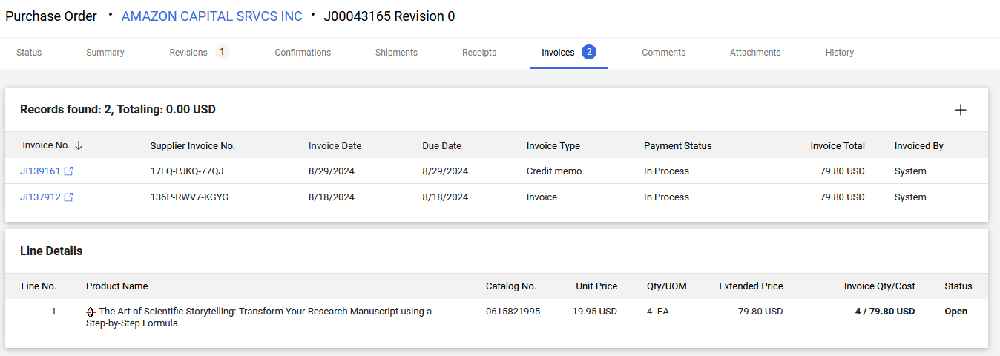 Purchase Order • AMAZON CAPITAL SRVCS INC • J00043165 Revision 0
Status Summary Revisions 1 Confirmations Shipments Receipts Invoices 2 Comments Attachments History
Records found: 2, Totaling: 0.00 USD
Invoice No. Supplier Invoice No. Invoice Date Due Date Invoice Type Payment Status Invoice Total Invoiced By
JI139161 17LQ-PJKQ-77QJ 8/29/2024 8/29/2024 Credit memo In Process −79.80 USD System
JI137912 136P-RWV7-KGYG 8/18/2024 8/18/2024 Invoice In Process 79.80 USD System
Line Details
Line No. Product Name Catalog No. Unit Price Qty/UOM Extended Price Invoice Qty/Cost Status
1 The Art of Scientific Storytelling: Transform Your Research Manuscript using a 0615821995 19.95 USD 4 EA 79.80 USD 4 / 79.80 USD Open
Step-by-Step Formula